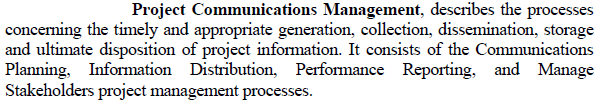 Project Communications Management, describes the processes
concerning the timely and appropriate generation, collection, dissemination, storage
and ultimate disposition of project information. It consists of the Communications
Planning, Information Distribution, Performance Reporting, and Manage
Stakeholders project management processes.